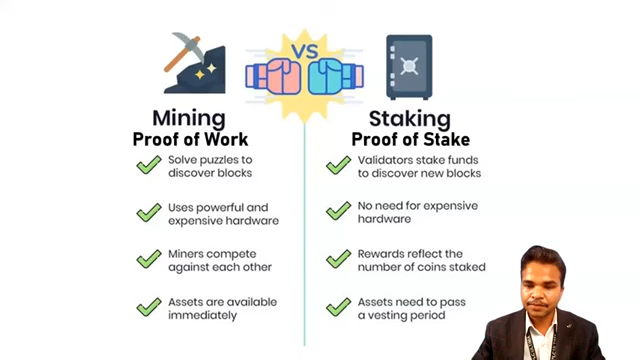 VS
Mining
Proof of Work
Solve puzzles to
discover blocks
Uses powerful and
expensive hardware
Miners compete
against each other
Assets are available
immediately
Staking
Proof of Stake
Validators stake funds
to discover new blocks
No need for expensive
hardware
Rewards reflect the
number of coins staked
Assets need to pass
a vesting period